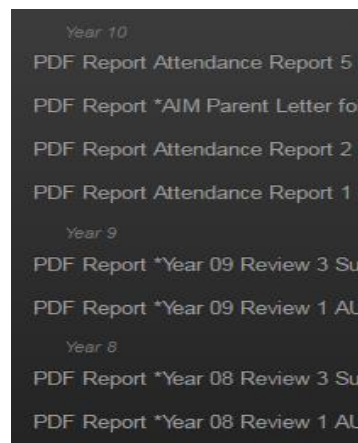 Year 10
PDF Report Attendance Report 5
PDF Report *AIM Parent Letter fo
PDF Report Attendance Report 2
PDF Report Attendance Report 1
Year 9
PDF Report *Year 09 Review 3 Su
PDF Report *Year 09 Review 1 AU
Year 8
PDF Report *Year 08 Review 3 Su
PDF Report *Year 08 Review 1 AU